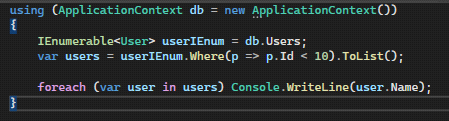 using (ApplicationContext db = new ApplicationContext())
{
    IEnumerable<User> userIEnum = db.Users;
    var users = userIEnum.Where(p => p.Id < 10).ToList();
    foreach (var user in users) Console.WriteLine(user.Name);
}